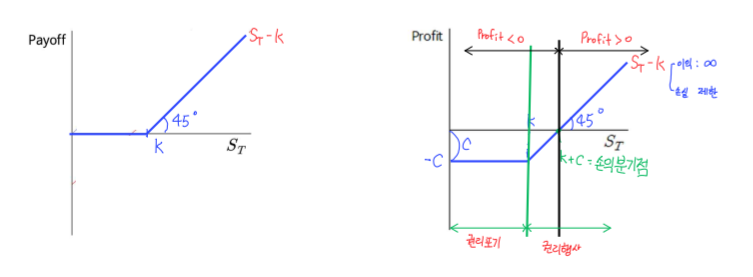 Payoff
S_T-k
45°
k
S_T
Profit
Profit<0
Profit>0
S_T-k
이익: ∞
손실 제한
k
45°
C
S_T
-C
k+C=손익분기점
권리포기
권리행사